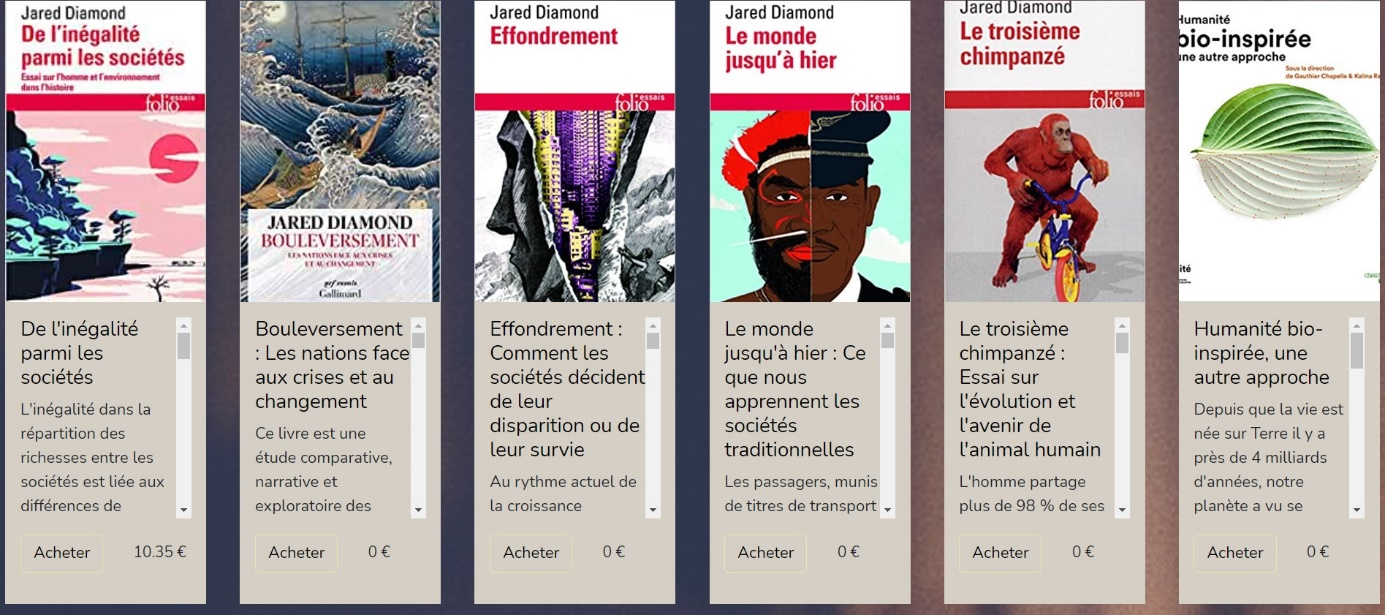 Jared Diamond
De l'inégalité
parmi les sociétés
Essai sur l'homme et l'environnement
dans l'histoire
folio essais
De l'inégalité
parmi les
sociétés
L'inégalité dans la
répartition des
richesses entre les
sociétés est liée aux
différences de
Acheter
10.35 €
JARED DIAMOND
BOULEVERSEMENT
LES NATIONS FACE AUX CRISES
ET AU CHANGEMENT
nrf essais
Gallimard
Bouleversement
: Les nations face
aux crises et au
changement
Ce livre est une
étude comparative,
narrative et
exploratoire des
Acheter
0 €
Jared Diamond
Effondrement
folio essais
Effondrement :
Comment les
sociétés décident
de leur
disparition ou de
leur survie
Au rythme actuel de
la croissance
Acheter
0 €
Jared Diamond
Le monde
jusqu'à hier
folio essais
Le monde
jusqu'à hier : Ce
que nous
apprennent les
sociétés
traditionnelles
Les passagers, munis
de titres de transport
Acheter
0 €
Jared Diamond
Le troisième
chimpanzé
folio essais
Le troisième
chimpanzé :
Essai sur
l'évolution et
l'avenir de
l'animal humain
L'homme partage
plus de 98 % de ses
Acheter
0 €
Humanité
bio-inspirée
une autre approche
Sous la direction
de Gauthier Chapelle & Kalina Ra
ité
Humanité bio-
inspirée, une
autre approche
Depuis que la vie est
née sur Terre il y a
près de 4 milliards
d'années, notre
planète a vu se
Acheter
0 €